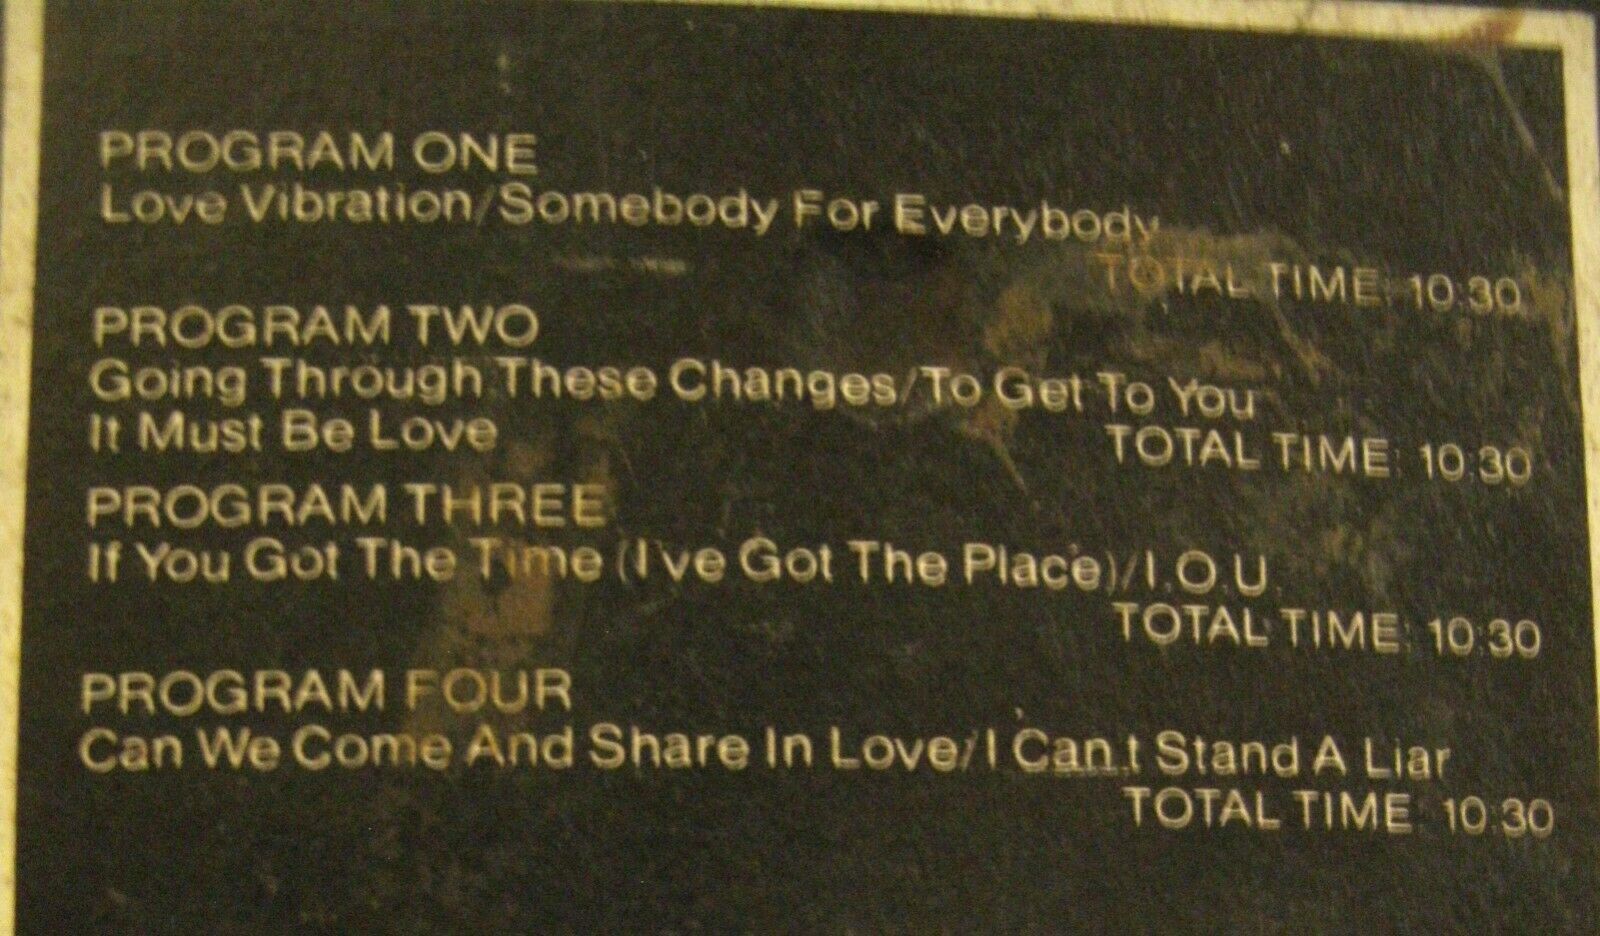 PROGRAM ONE
Love Vibration/Somebody For Everybody
TOTAL TIME: 10:30
PROGRAM TWO
Going Through These Changes/To Get To You
It Must Be Love
TOTAL TIME: 10:30
PROGRAM THREE
If You Got The Time (I've Got The Place)/I.O.U.
TOTAL TIME: 10:30
PROGRAM FOUR
Can We Come And Share In Love/I Can't Stand A Liar
TOTAL TIME: 10:30